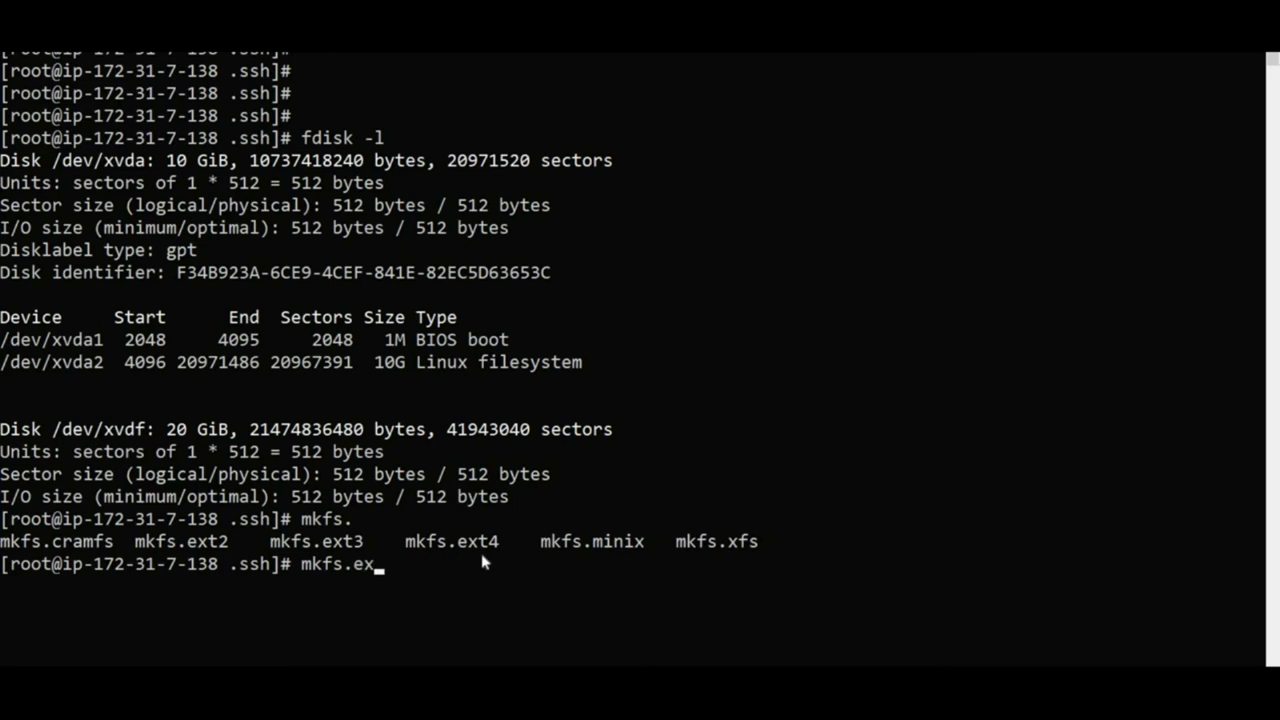 [root@ip-172-31-7-138 .ssh]#
[root@ip-172-31-7-138 .ssh]#
[root@ip-172-31-7-138 .ssh]#
[root@ip-172-31-7-138 .ssh]#
[root@ip-172-31-7-138 .ssh]# fdisk -l
Disk /dev/xvda: 10 GiB, 10737418240 bytes, 20971520 sectors
Units: sectors of 1 * 512 = 512 bytes
Sector size (logical/physical): 512 bytes / 512 bytes
I/O size (minimum/optimal): 512 bytes / 512 bytes
Disklabel type: gpt
Disk identifier: F34B923A-6CE9-4CEF-841E-82EC5D63653C
Device Start End Sectors Size Type
/dev/xvda1 2048 4095 2048 1M BIOS boot
/dev/xvda2 4096 20971486 20967391 10G Linux filesystem
Disk /dev/xvdf: 20 GiB, 21474836480 bytes, 41943040 sectors
Units: sectors of 1 * 512 = 512 bytes
Sector size (logical/physical): 512 bytes / 512 bytes
I/O size (minimum/optimal): 512 bytes / 512 bytes
[root@ip-172-31-7-138 .ssh]# mkfs.
mkfs.cramfs mkfs.ext2 mkfs.ext3 mkfs.ext4 mkfs.minix mkfs.xfs
[root@ip-172-31-7-138 .ssh]# mkfs.ex